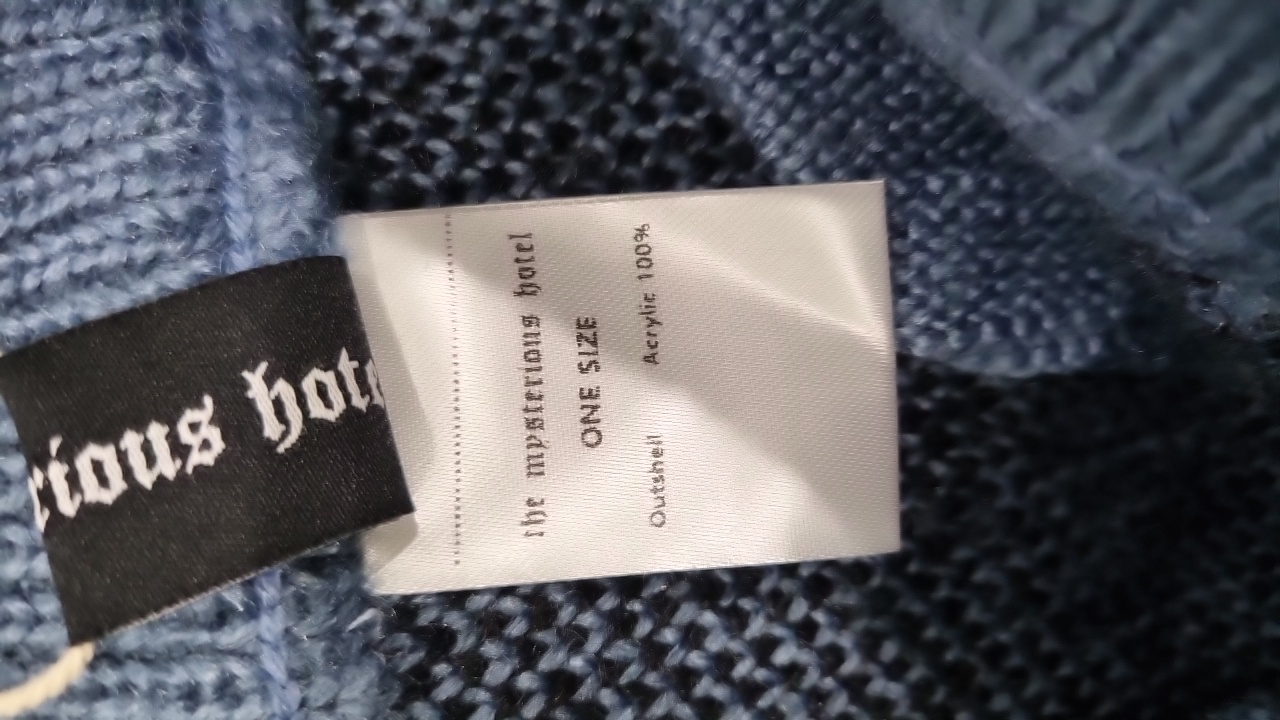 rious hote
the mysterious hotel
ONE SIZE
Outshell Acrylic 100%